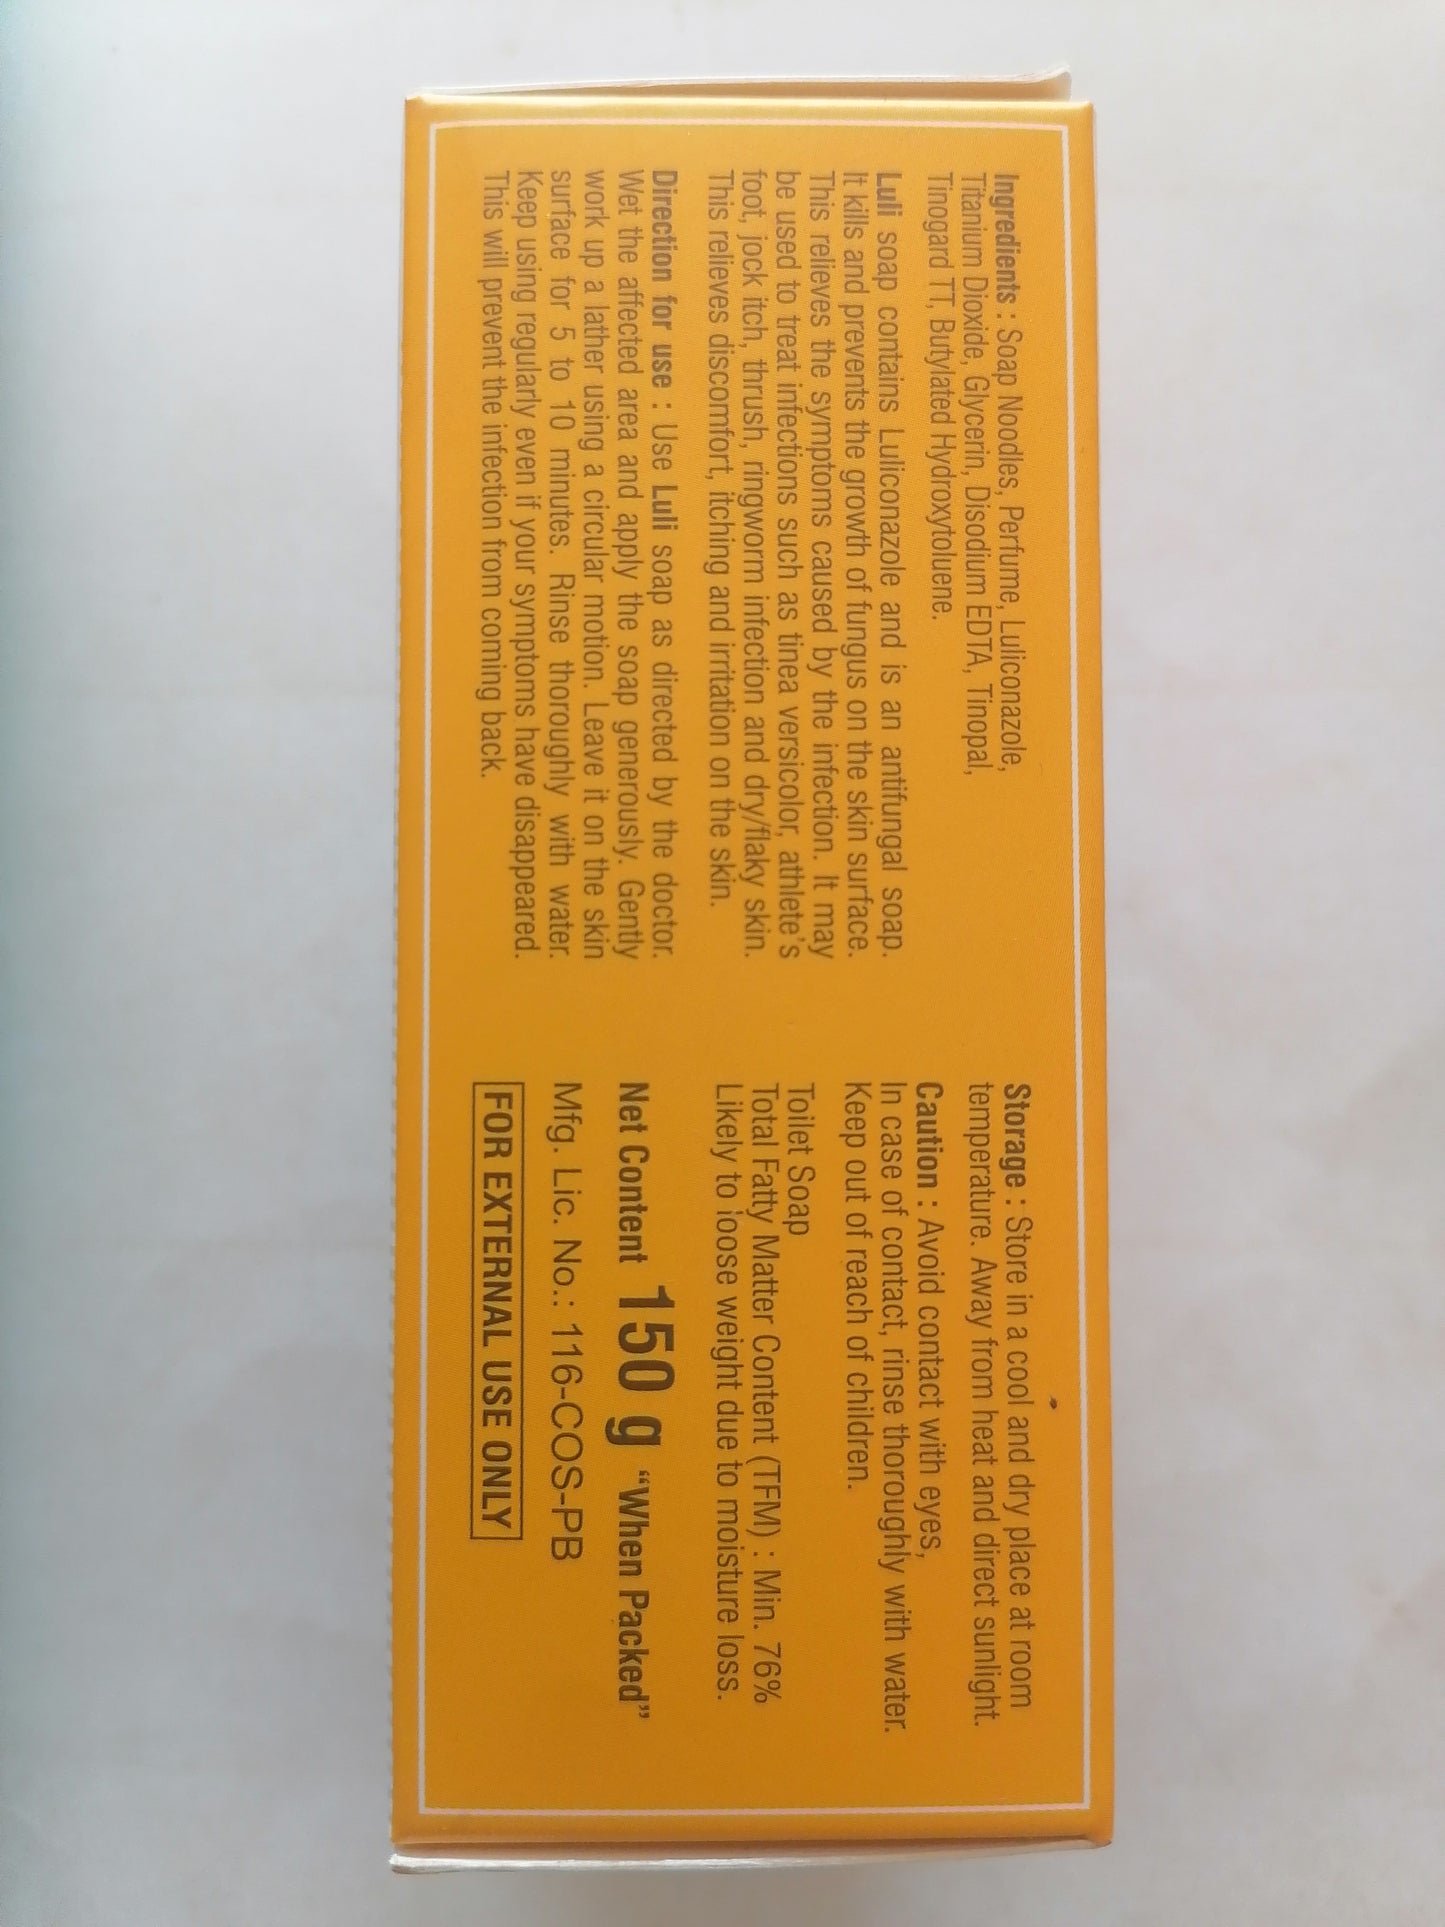 Ingredients : Soap Noodles, Perfume, Luliconazole,
Titanium Dioxide, Glycerin, Disodium EDTA, Tinopal,
Tinogard TT, Butylated Hydroxytoluene.
Luli soap contains Luliconazole and is an antifungal soap.
It kills and prevents the growth of fungus on the skin surface.
This relieves the symptoms caused by the infection. It may
be used to treat infections such as tinea versicolor, athlete's
foot, jock itch, thrush, ringworm infection and dry/flaky skin.
This relieves discomfort, itching and irritation on the skin.
Direction for use : Use Luli soap as directed by the doctor.
Wet the affected area and apply the soap generously. Gently
work up a lather using a circular motion. Leave it on the skin
surface for 5 to 10 minutes. Rinse thoroughly with water.
Keep using regularly even if your symptoms have disappeared.
This will prevent the infection from coming back.
Storage : Store in a cool and dry place at room
temperature. Away from heat and direct sunlight.
Caution : Avoid contact with eyes,
In case of contact, rinse thoroughly with water.
Keep out of reach of children.
Toilet Soap
Total Fatty Matter Content (TFM) : Min. 76%
Likely to loose weight due to moisture loss.
Net Content 150 g “When Packed”
Mfg. Lic. No.: 116-COS-PB
FOR EXTERNAL USE ONLY